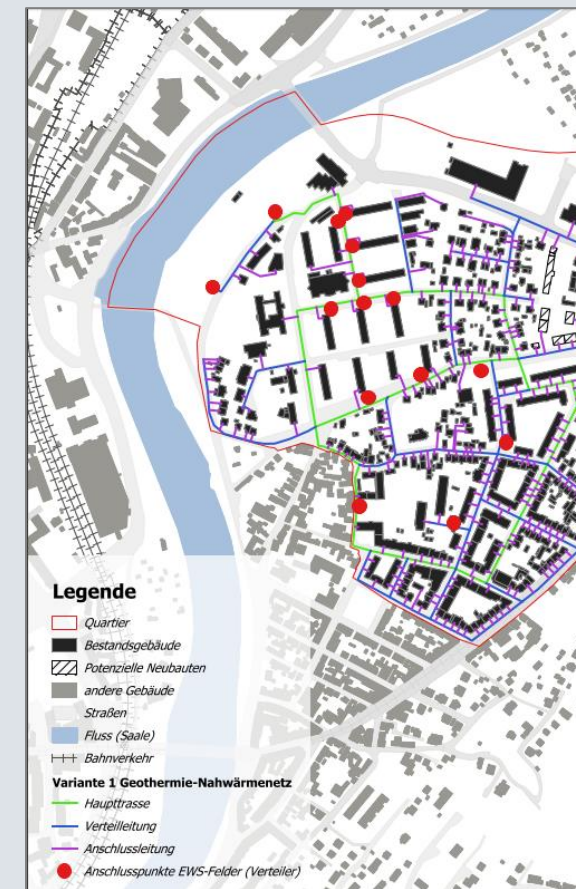 Legende
Quartier
Bestandsgebäude
Potenzielle Neubauten
andere Gebäude
Straßen
Fluss (Saale)
Bahnverkehr
Variante 1 Geothermie-Nahwärmenetz
Haupttrasse
Verteilleitung
Anschlussleitung
Anschlusspunkte EWS-Felder (Verteiler)